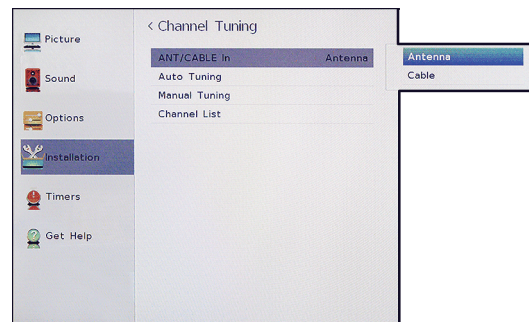 Picture
Sound
Options
Installation
Timers
Get Help
< Channel Tuning
ANT/CABLE In Antenna
Auto Tuning
Manual Tuning
Channel List
Antenna
Cable